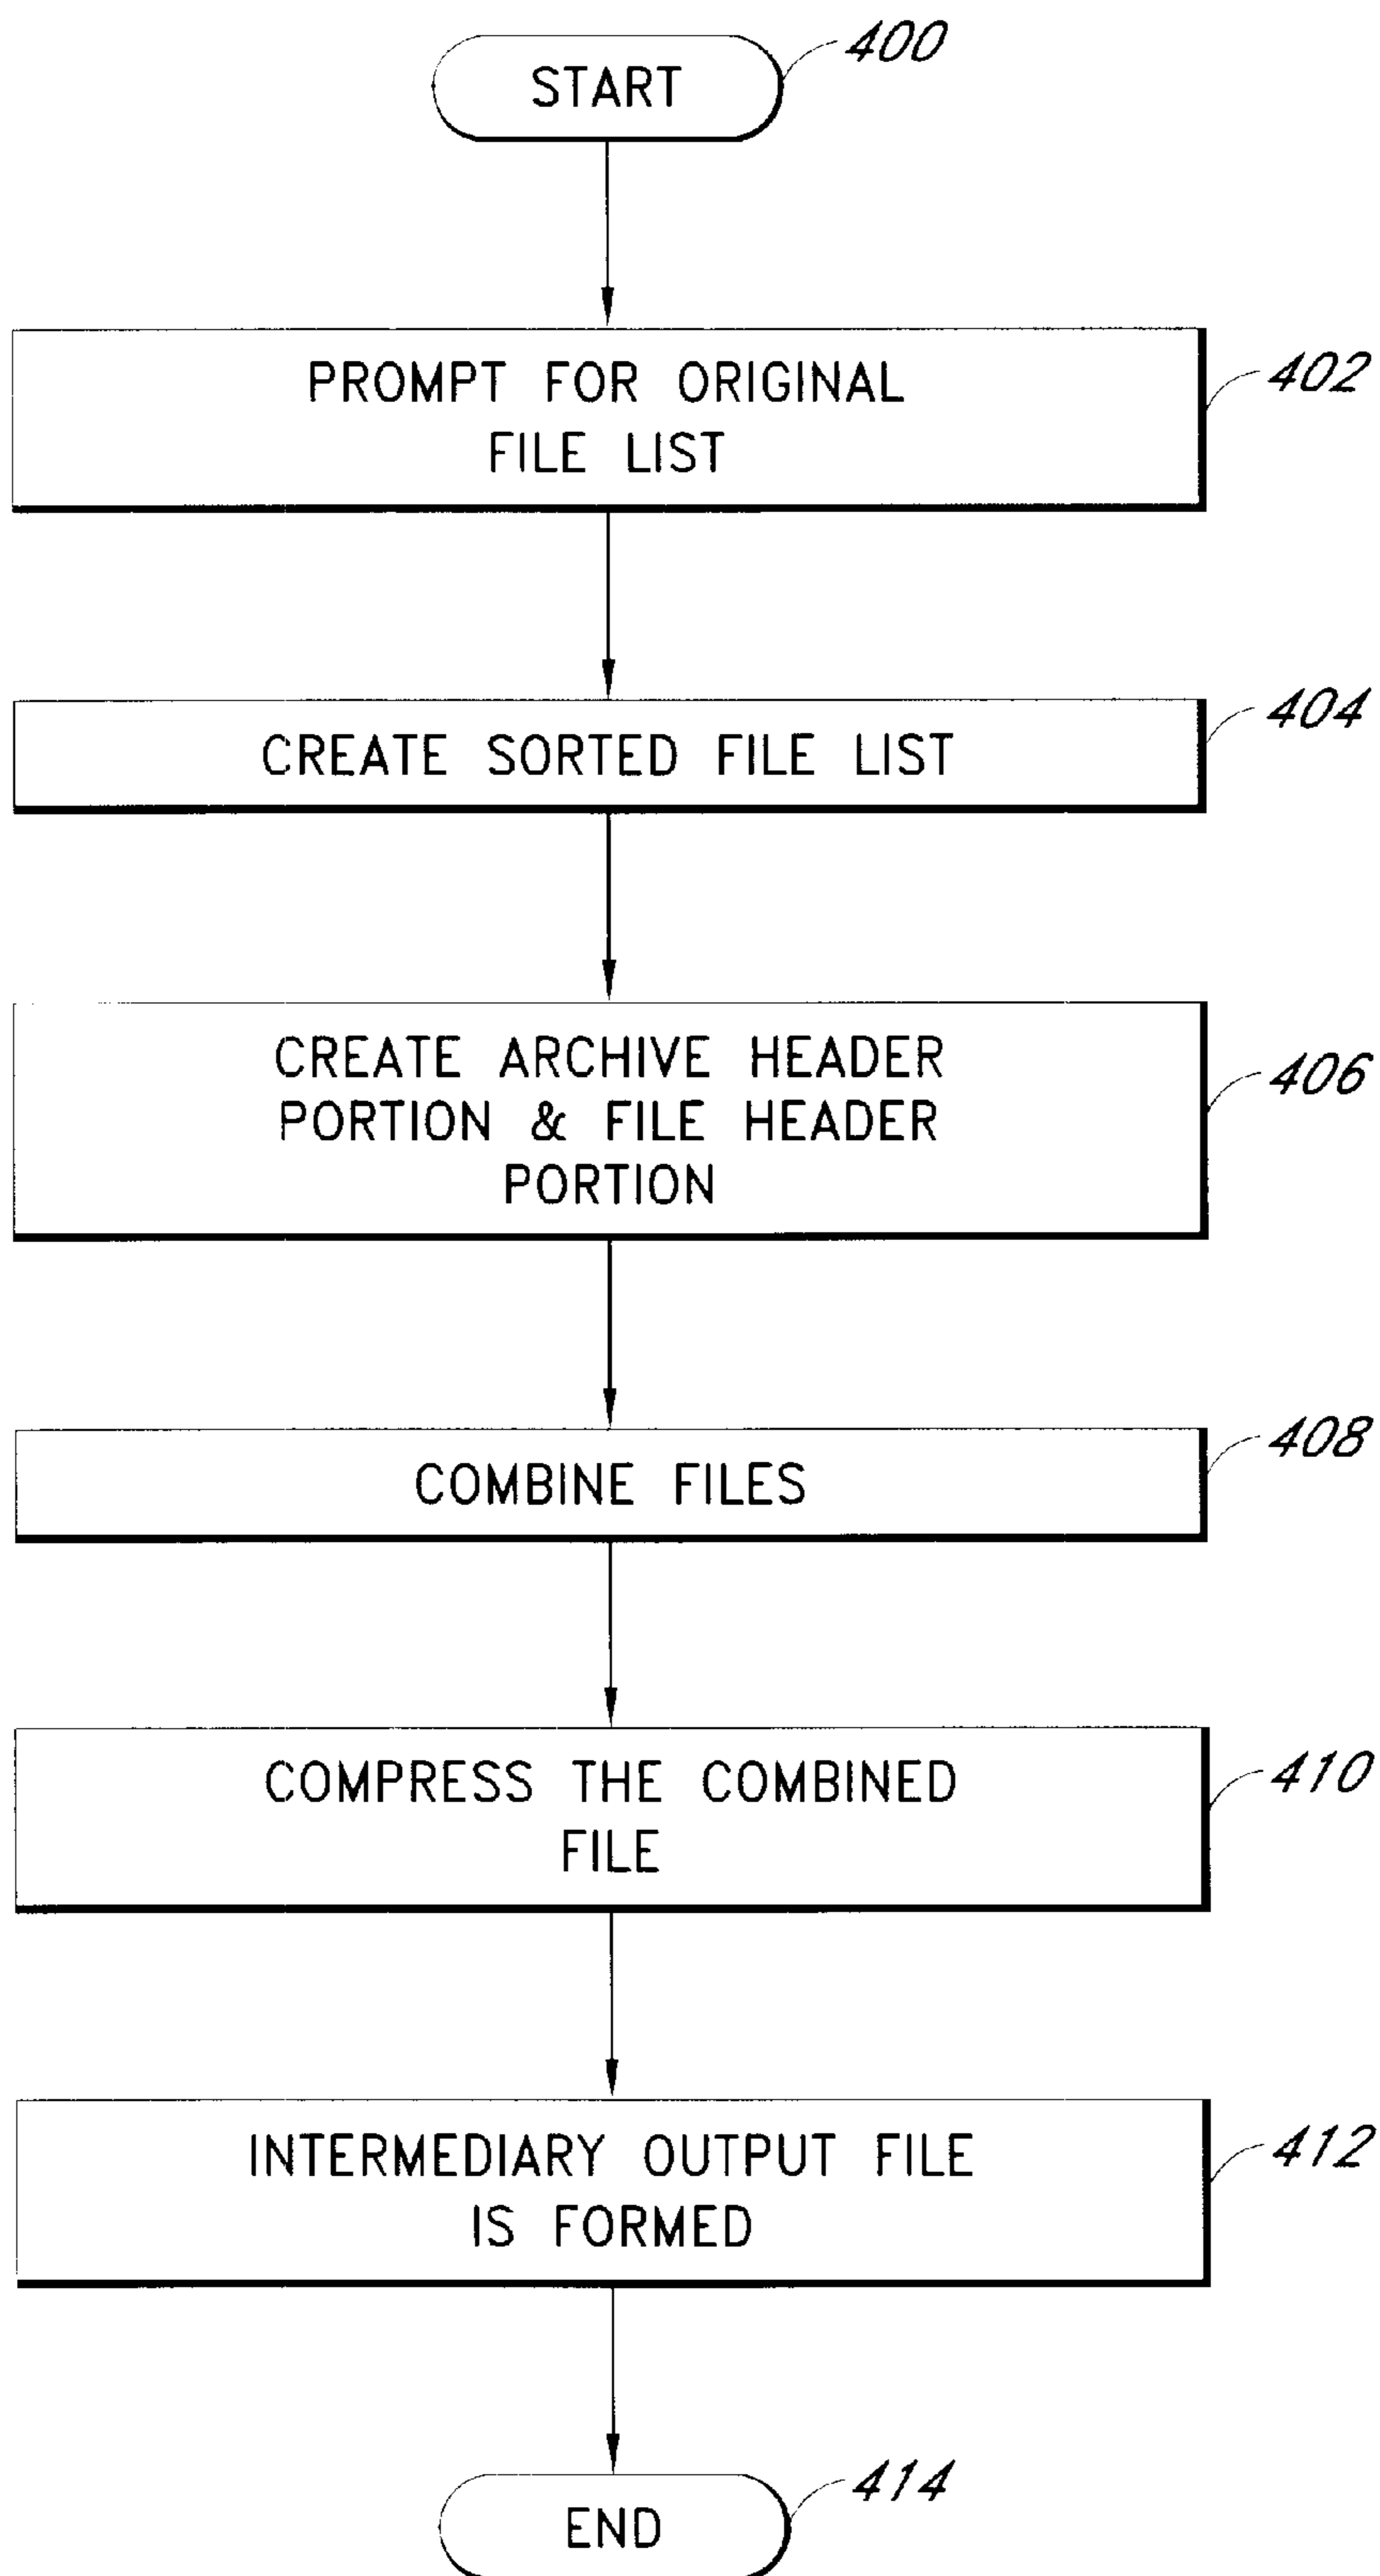 START
400
PROMPT FOR ORIGINAL
FILE LIST
402
CREATE SORTED FILE LIST
404
CREATE ARCHIVE HEADER
PORTION & FILE HEADER
PORTION
406
COMBINE FILES
408
COMPRESS THE COMBINED
FILE
410
INTERMEDIARY OUTPUT FILE
IS FORMED
412
END
414